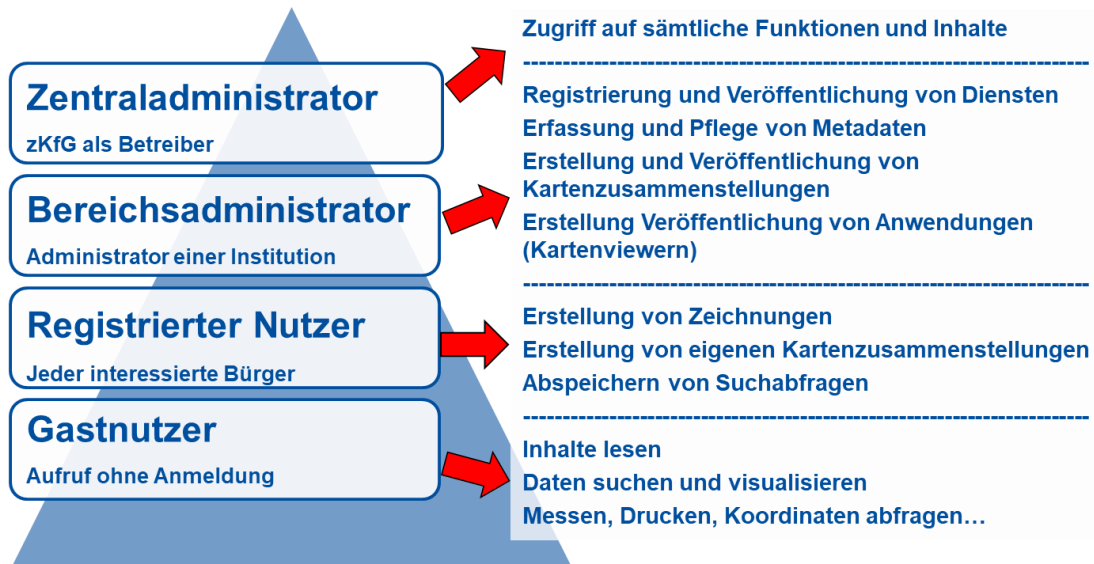 Zentraladministrator
zKfG als Betreiber
Zugriff auf sämtliche Funktionen und Inhalte
--------------------------------------------------------------------------
Bereichsadministrator
Administrator einer Institution
Registrierung und Veröffentlichung von Diensten
Erfassung und Pflege von Metadaten
Erstellung und Veröffentlichung von
Kartenzusammenstellungen
Erstellung Veröffentlichung von Anwendungen
(Kartenviewern)
--------------------------------------------------------------------------
Registrierter Nutzer
Jeder interessierte Bürger
Erstellung von Zeichnungen
Erstellung von eigenen Kartenzusammenstellungen
Abspeichern von Suchabfragen
--------------------------------------------------------------------------
Gastnutzer
Aufruf ohne Anmeldung
Inhalte lesen
Daten suchen und visualisieren
Messen, Drucken, Koordinaten abfragen…